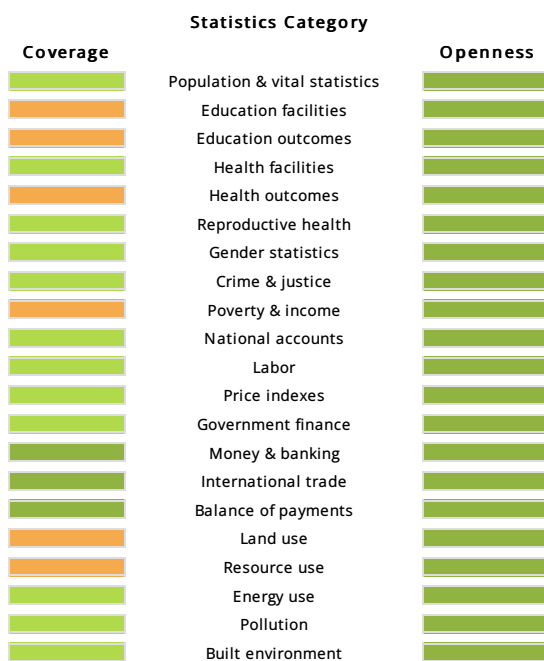 Statistics Category
Coverage
Openness
Population & vital statistics
Education facilities
Education outcomes
Health facilities
Health outcomes
Reproductive health
Gender statistics
Crime & justice
Poverty & income
National accounts
Labor
Price indexes
Government finance
Money & banking
International trade
Balance of payments
Land use
Resource use
Energy use
Pollution
Built environment